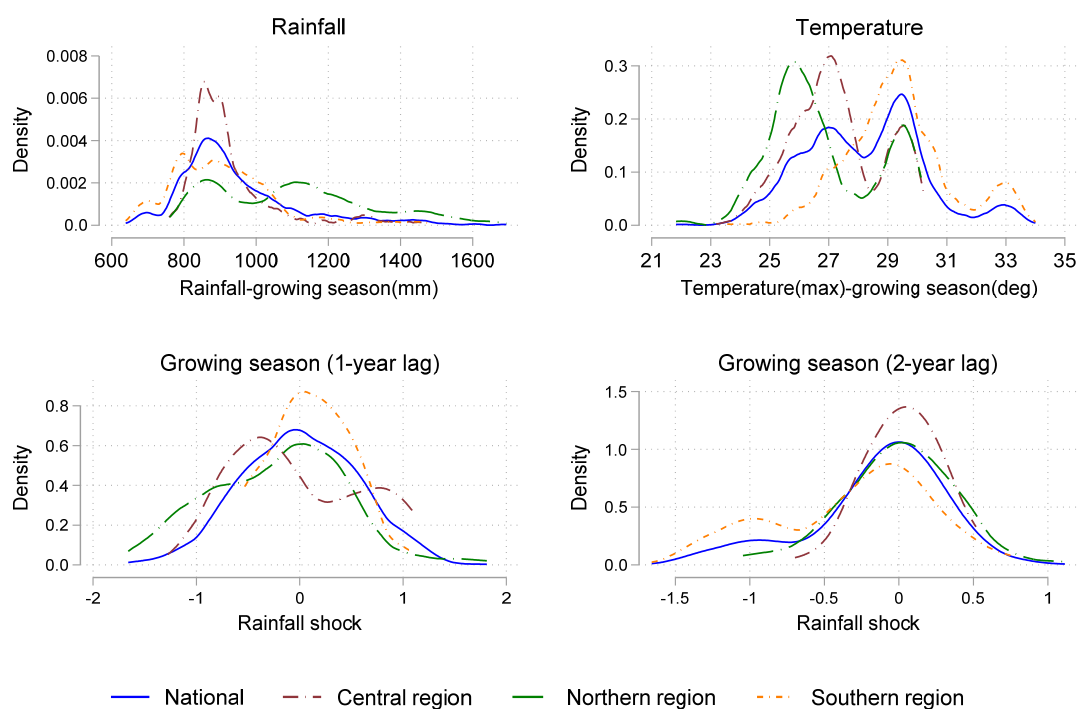 Rainfall
Density
0.008
0.006
0.004
0.002
0.0
600 800 1000 1200 1400 1600
Rainfall-growing season(mm)
Temperature
Density
0.3
0.2
0.1
0.0
21 23 25 27 29 31 33 35
Temperature(max)-growing season(deg)
Growing season (1-year lag)
Density
0.8
0.6
0.4
0.2
0.0
-2 -1 0 1 2
Rainfall shock
Growing season (2-year lag)
Density
1.5
1.0
0.5
0.0
-1.5 -1 -0.5 0 0.5 1
Rainfall shock
National Central region Northern region Southern region